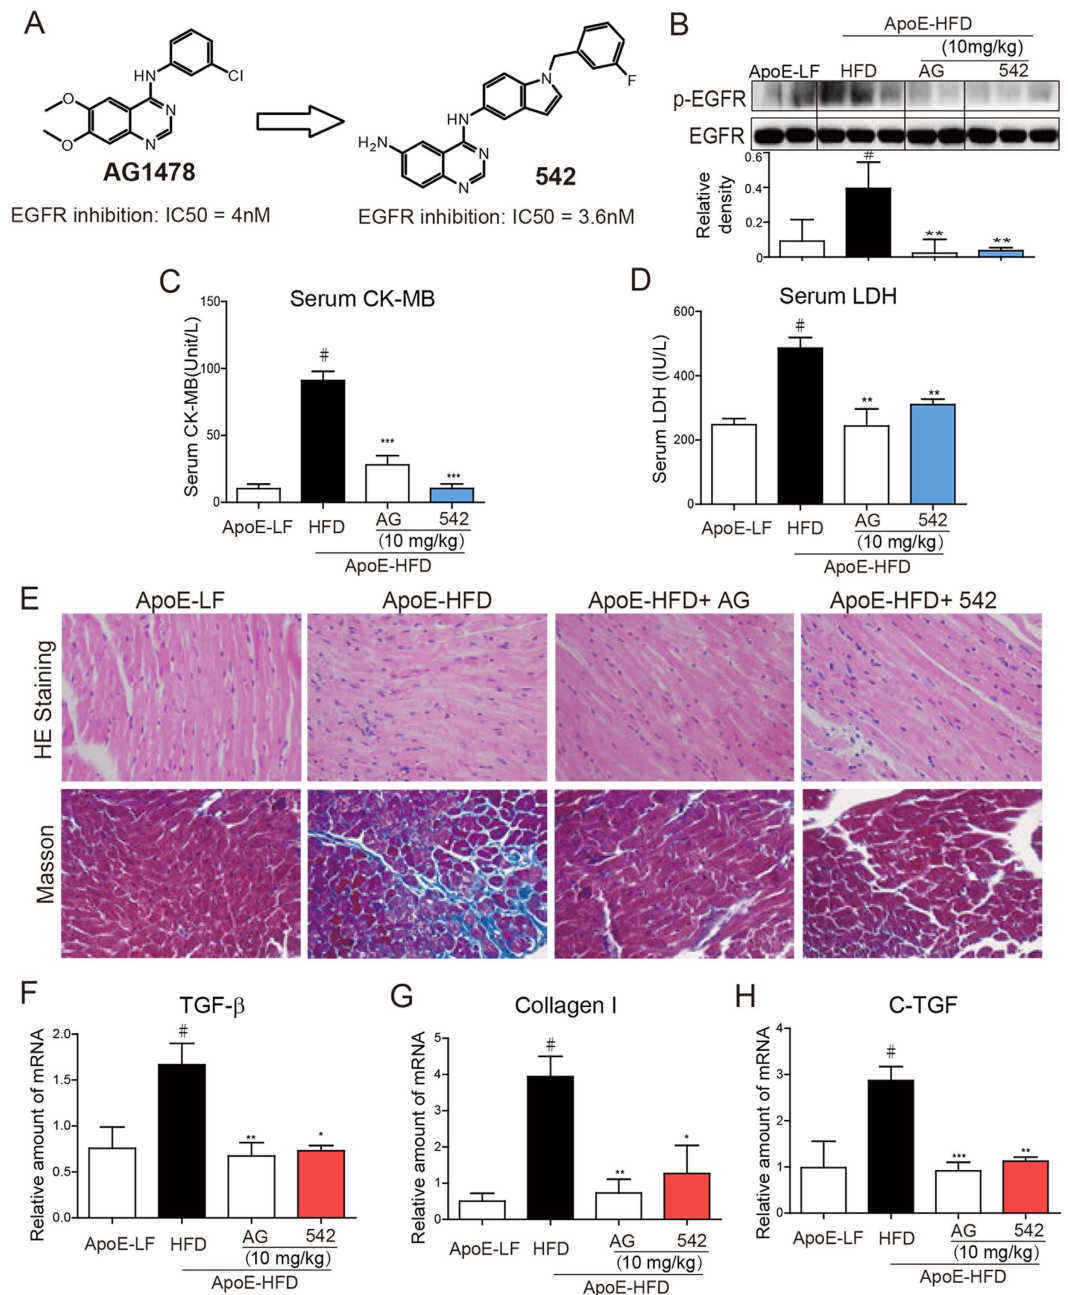 A
HN
Cl
O
O
N
N
AG1478
EGFR inhibition: IC50 = 4nM
N
F
HN
H₂N
N
N
542
EGFR inhibition: IC50 = 3.6nM
B
ApoE-HFD
(10mg/kg)
ApoE-LF HFD AG 542
p-EGFR
EGFR
Relative density
0.6
0.4
0.2
0
#
**
**
C
Serum CK-MB
Serum CK-MB(Unit/L)
150
100
50
0
#
***
***
ApoE-LF HFD AG 542
(10 mg/kg)
ApoE-HFD
D
Serum LDH
Serum LDH (IU/L)
600
400
200
0
#
**
**
ApoE-LF HFD AG 542
(10 mg/kg)
ApoE-HFD
E
ApoE-LF ApoE-HFD ApoE-HFD+ AG ApoE-HFD+ 542
HE Staining
Masson
F
TGF-β
Relative amount of mRNA
2.0
1.5
1.0
0.5
0.0
#
**
*
ApoE-LF HFD AG 542
(10 mg/kg)
ApoE-HFD
G
Collagen I
Relative amount of mRNA
5
4
3
2
1
0
#
**
*
ApoE-LF HFD AG 542
(10 mg/kg)
ApoE-HFD
H
C-TGF
Relative amount of mRNA
4
3
2
1
0
#
***
**
ApoE-LF HFD AG 542
(10 mg/kg)
ApoE-HFD